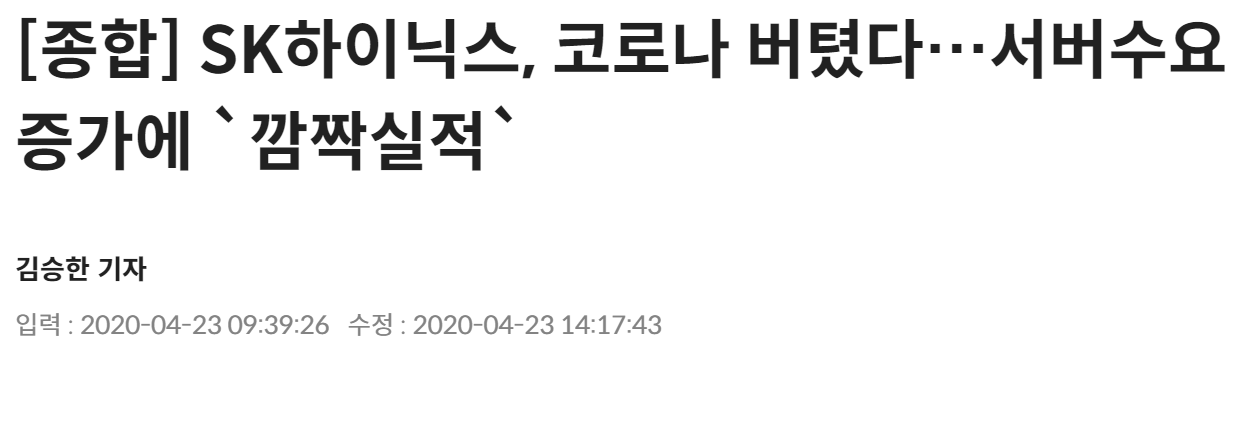 [종합] SK하이닉스, 코로나 버텼다…서버수요
증가에 `깜짝실적`
김승한 기자
입력 : 2020-04-23 09:39:26 수정 : 2020-04-23 14:17:43